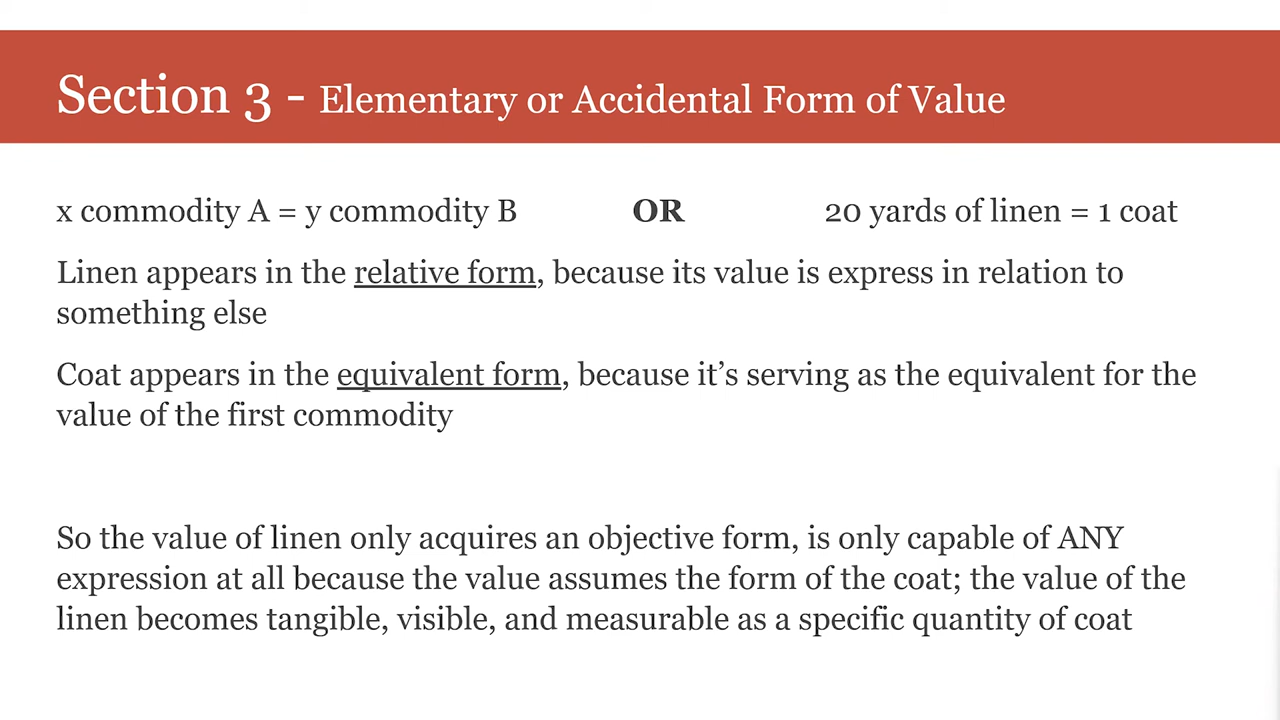 Section 3 - Elementary or Accidental Form of Value
x commodity A = y commodity B OR 20 yards of linen = 1 coat
Linen appears in the relative form, because its value is express in relation to
something else
Coat appears in the equivalent form, because it’s serving as the equivalent for the
value of the first commodity
So the value of linen only acquires an objective form, is only capable of ANY
expression at all because the value assumes the form of the coat; the value of the
linen becomes tangible, visible, and measurable as a specific quantity of coat